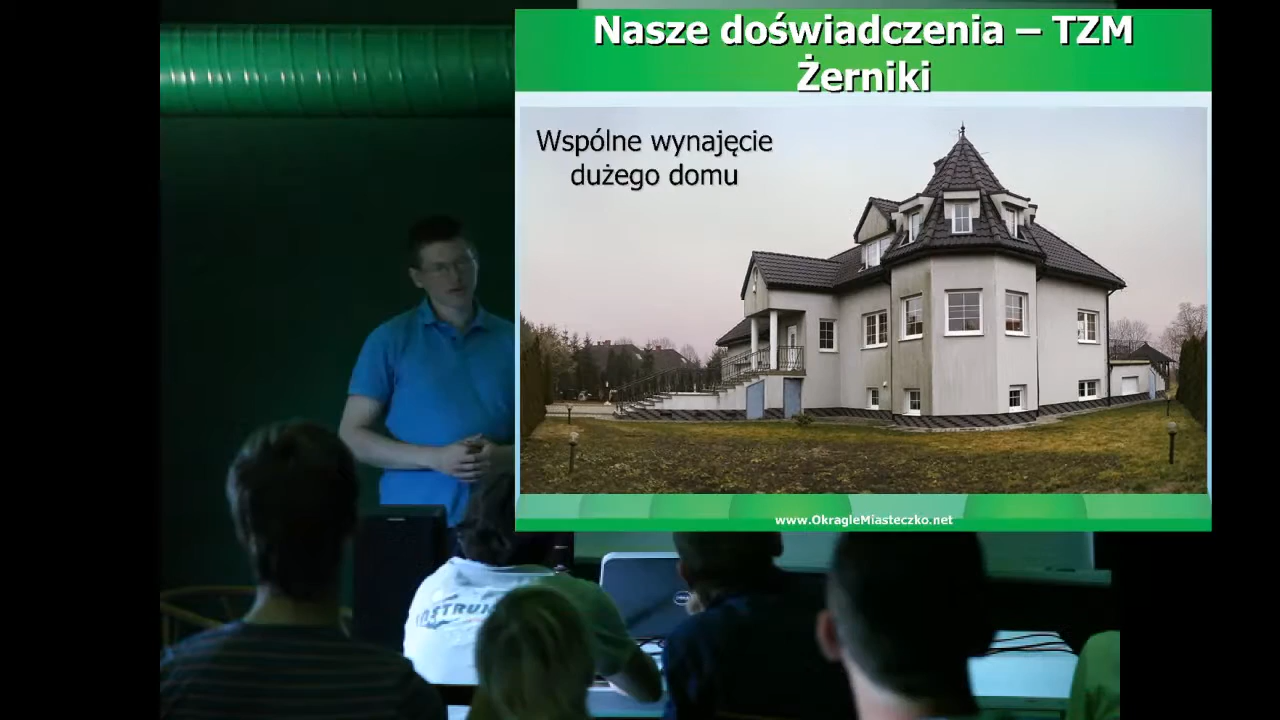 Nasze doświadczenia – TZM
Żerniki
Wspólne wynajęcie
dużego domu
www.OkragleMiasteczko.net